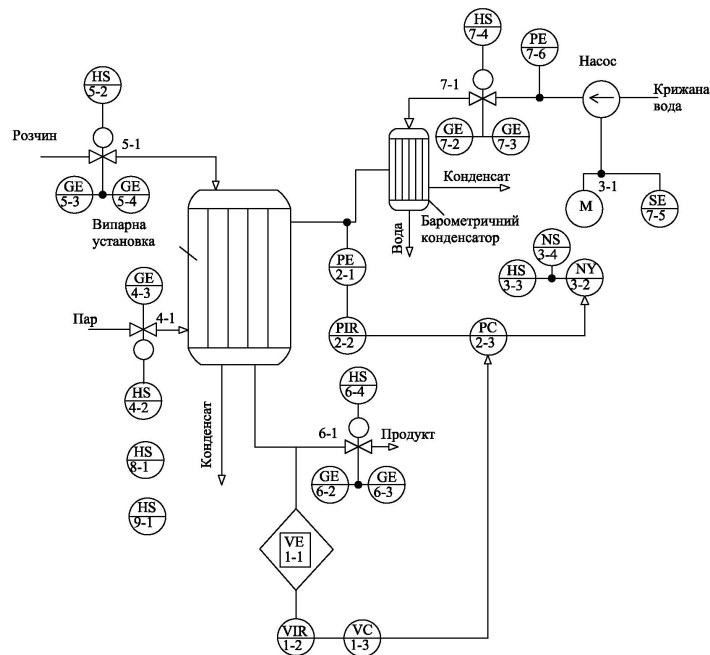 HS
7-4
PE
7-6
Насос
HS
5-2
7-1
Крижана
вода
Розчин
5-1
GE
7-2
GE
7-3
GE
5-3
GE
5-4
Конденсат
3-1
M
SE
7-5
Випарна
установка
Барометричний
конденсатор
Вода
NS
3-4
PE
2-1
HS
3-3
NY
3-2
GE
4-3
Пар
4-1
PIR
2-2
PC
2-3
HS
4-2
HS
6-4
Конденсат
6-1
Продукт
HS
8-1
GE
6-2
GE
6-3
HS
9-1
VE
1-1
VIR
1-2
VC
1-3